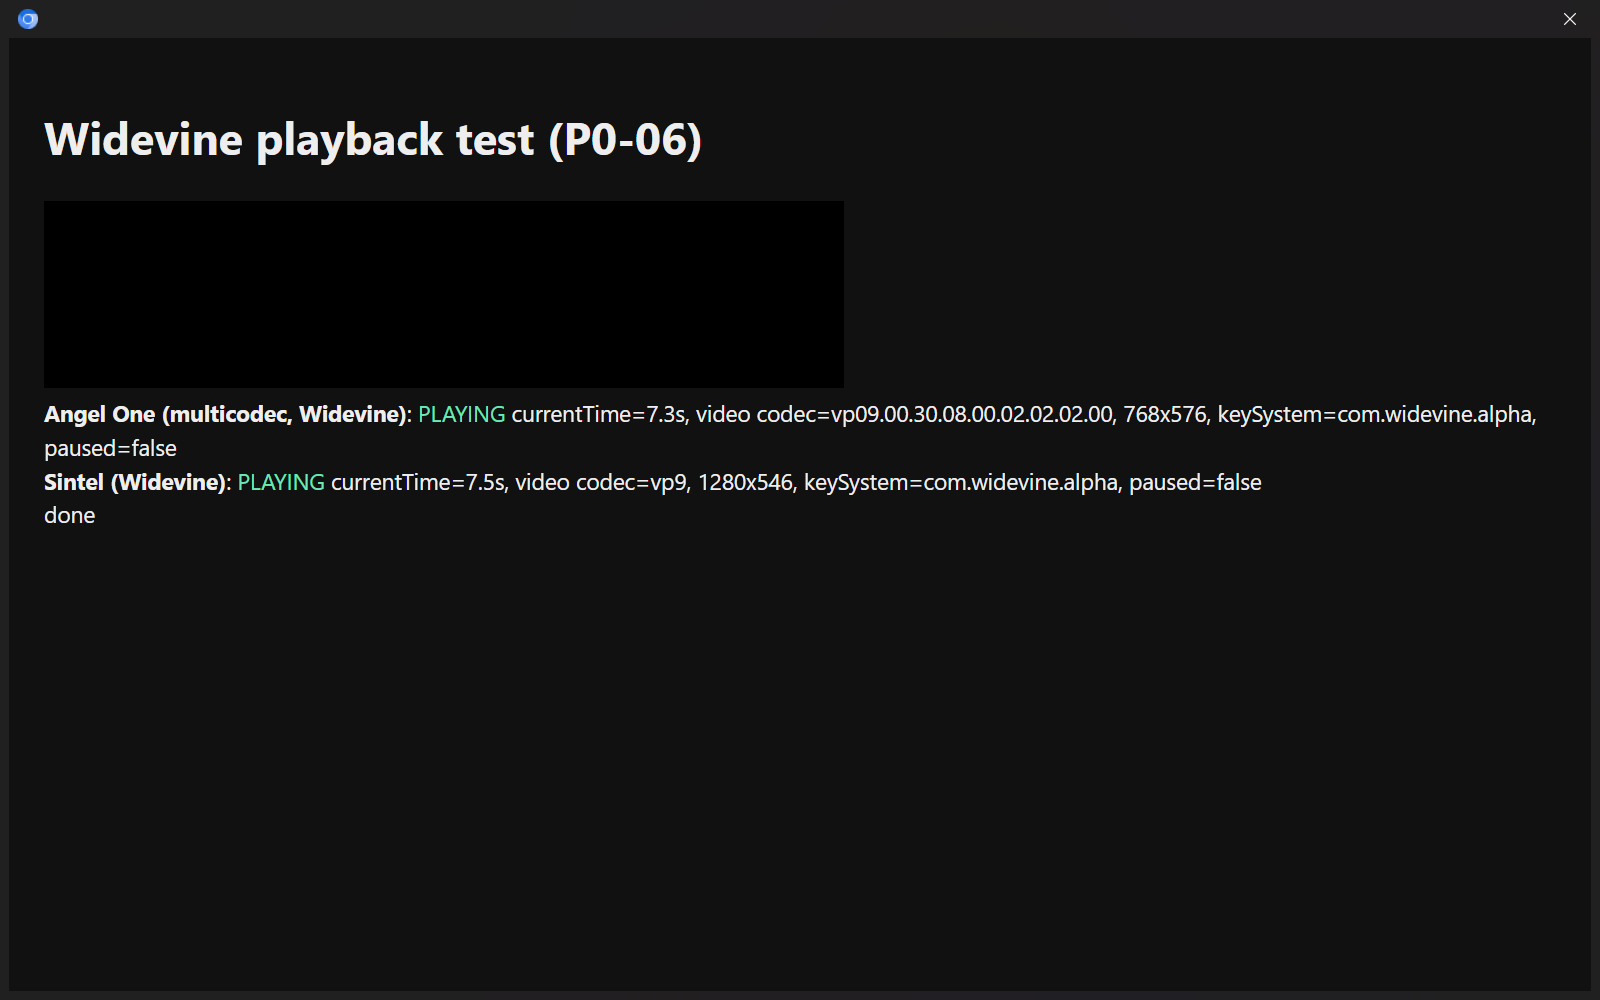 Widevine playback test (P0-06)
Angel One (multicodec, Widevine): PLAYING currentTime=7.3s, video codec=vp09.00.30.08.00.02.02.02.00, 768x576, keySystem=com.widevine.alpha,
paused=false
Sintel (Widevine): PLAYING currentTime=7.5s, video codec=vp9, 1280x546, keySystem=com.widevine.alpha, paused=false
done